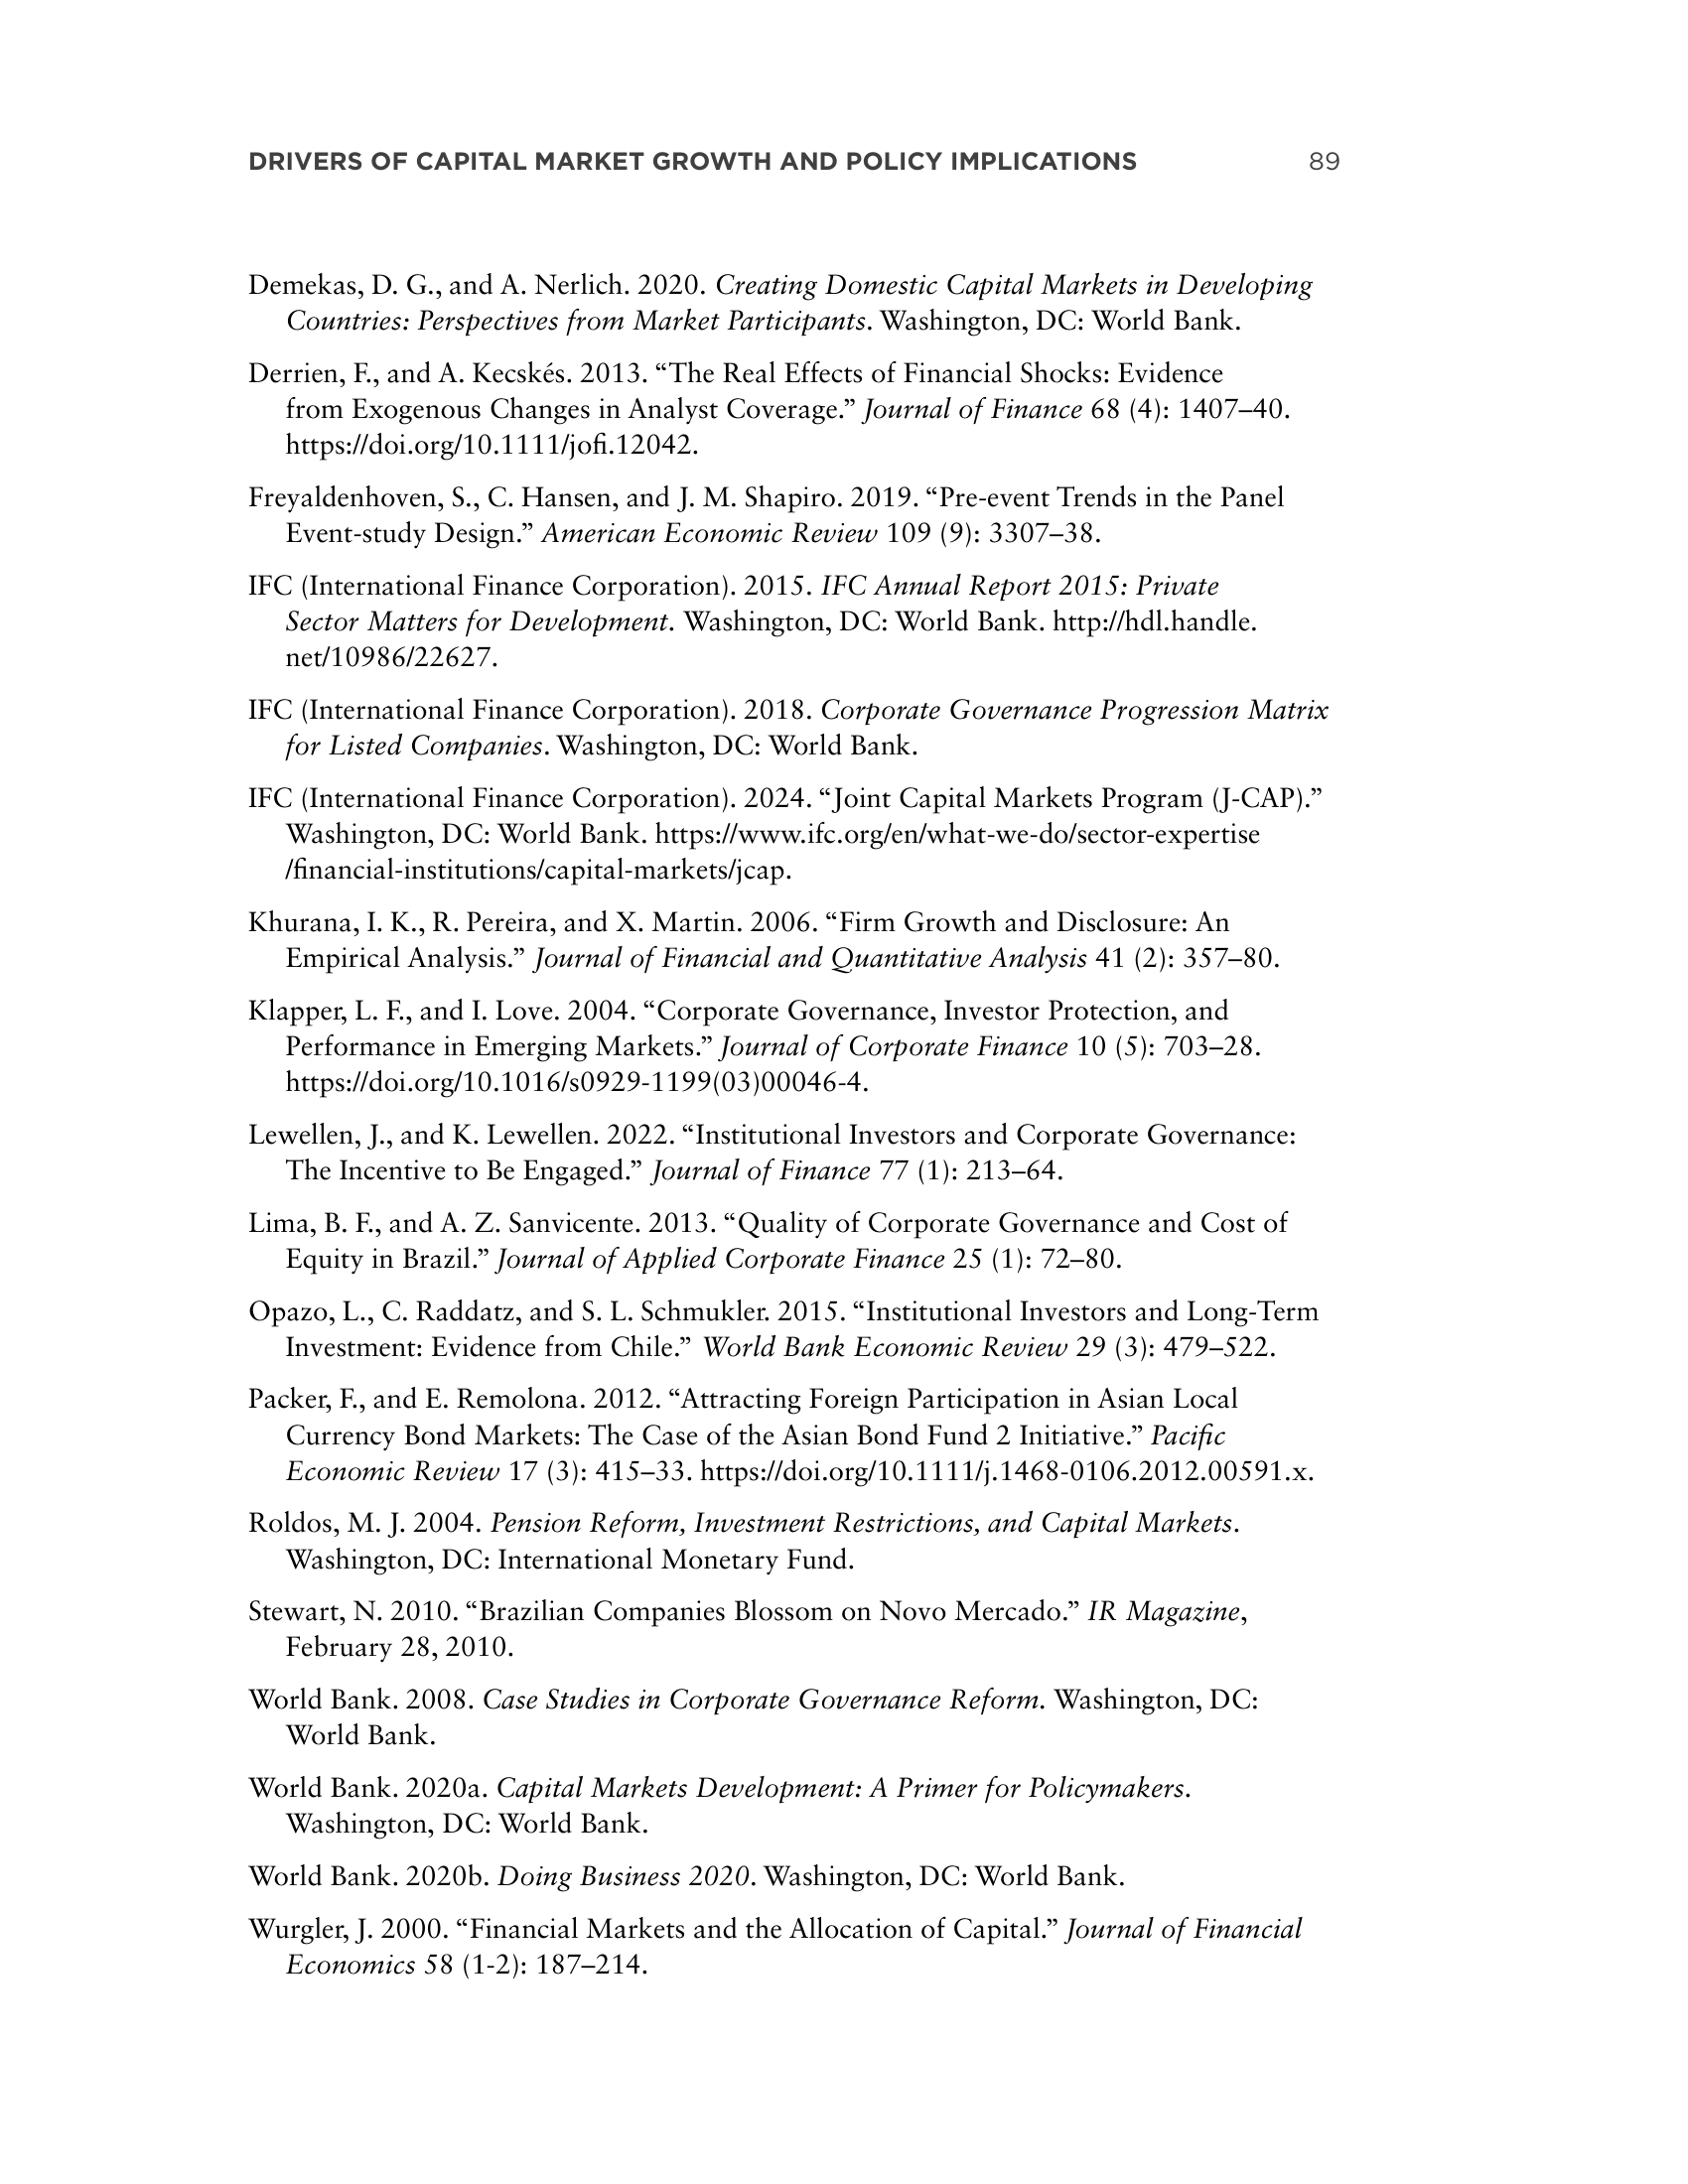 DRIVERS OF CAPITAL MARKET GROWTH AND POLICY IMPLICATIONS 89
Demekas, D. G., and A. Nerlich. 2020. Creating Domestic Capital Markets in Developing
Countries: Perspectives from Market Participants. Washington, DC: World Bank.
Derrien, F., and A. Kecskés. 2013. “The Real Effects of Financial Shocks: Evidence
from Exogenous Changes in Analyst Coverage.” Journal of Finance 68 (4): 1407–40.
https://doi.org/10.1111/jofi.12042.
Freyaldenhoven, S., C. Hansen, and J. M. Shapiro. 2019. “Pre-event Trends in the Panel
Event-study Design.” American Economic Review 109 (9): 3307–38.
IFC (International Finance Corporation). 2015. IFC Annual Report 2015: Private
Sector Matters for Development. Washington, DC: World Bank. http://hdl.handle.
net/10986/22627.
IFC (International Finance Corporation). 2018. Corporate Governance Progression Matrix
for Listed Companies. Washington, DC: World Bank.
IFC (International Finance Corporation). 2024. “Joint Capital Markets Program (J-CAP).”
Washington, DC: World Bank. https://www.ifc.org/en/what-we-do/sector-expertise
/financial-institutions/capital-markets/jcap.
Khurana, I. K., R. Pereira, and X. Martin. 2006. “Firm Growth and Disclosure: An
Empirical Analysis.” Journal of Financial and Quantitative Analysis 41 (2): 357–80.
Klapper, L. F., and I. Love. 2004. “Corporate Governance, Investor Protection, and
Performance in Emerging Markets.” Journal of Corporate Finance 10 (5): 703–28.
https://doi.org/10.1016/s0929-1199(03)00046-4.
Lewellen, J., and K. Lewellen. 2022. “Institutional Investors and Corporate Governance:
The Incentive to Be Engaged.” Journal of Finance 77 (1): 213–64.
Lima, B. F., and A. Z. Sanvicente. 2013. “Quality of Corporate Governance and Cost of
Equity in Brazil.” Journal of Applied Corporate Finance 25 (1): 72–80.
Opazo, L., C. Raddatz, and S. L. Schmukler. 2015. “Institutional Investors and Long-Term
Investment: Evidence from Chile.” World Bank Economic Review 29 (3): 479–522.
Packer, F., and E. Remolona. 2012. “Attracting Foreign Participation in Asian Local
Currency Bond Markets: The Case of the Asian Bond Fund 2 Initiative.” Pacific
Economic Review 17 (3): 415–33. https://doi.org/10.1111/j.1468-0106.2012.00591.x.
Roldos, M. J. 2004. Pension Reform, Investment Restrictions, and Capital Markets.
Washington, DC: International Monetary Fund.
Stewart, N. 2010. “Brazilian Companies Blossom on Novo Mercado.” IR Magazine,
February 28, 2010.
World Bank. 2008. Case Studies in Corporate Governance Reform. Washington, DC:
World Bank.
World Bank. 2020a. Capital Markets Development: A Primer for Policymakers.
Washington, DC: World Bank.
World Bank. 2020b. Doing Business 2020. Washington, DC: World Bank.
Wurgler, J. 2000. “Financial Markets and the Allocation of Capital.” Journal of Financial
Economics 58 (1-2): 187–214.